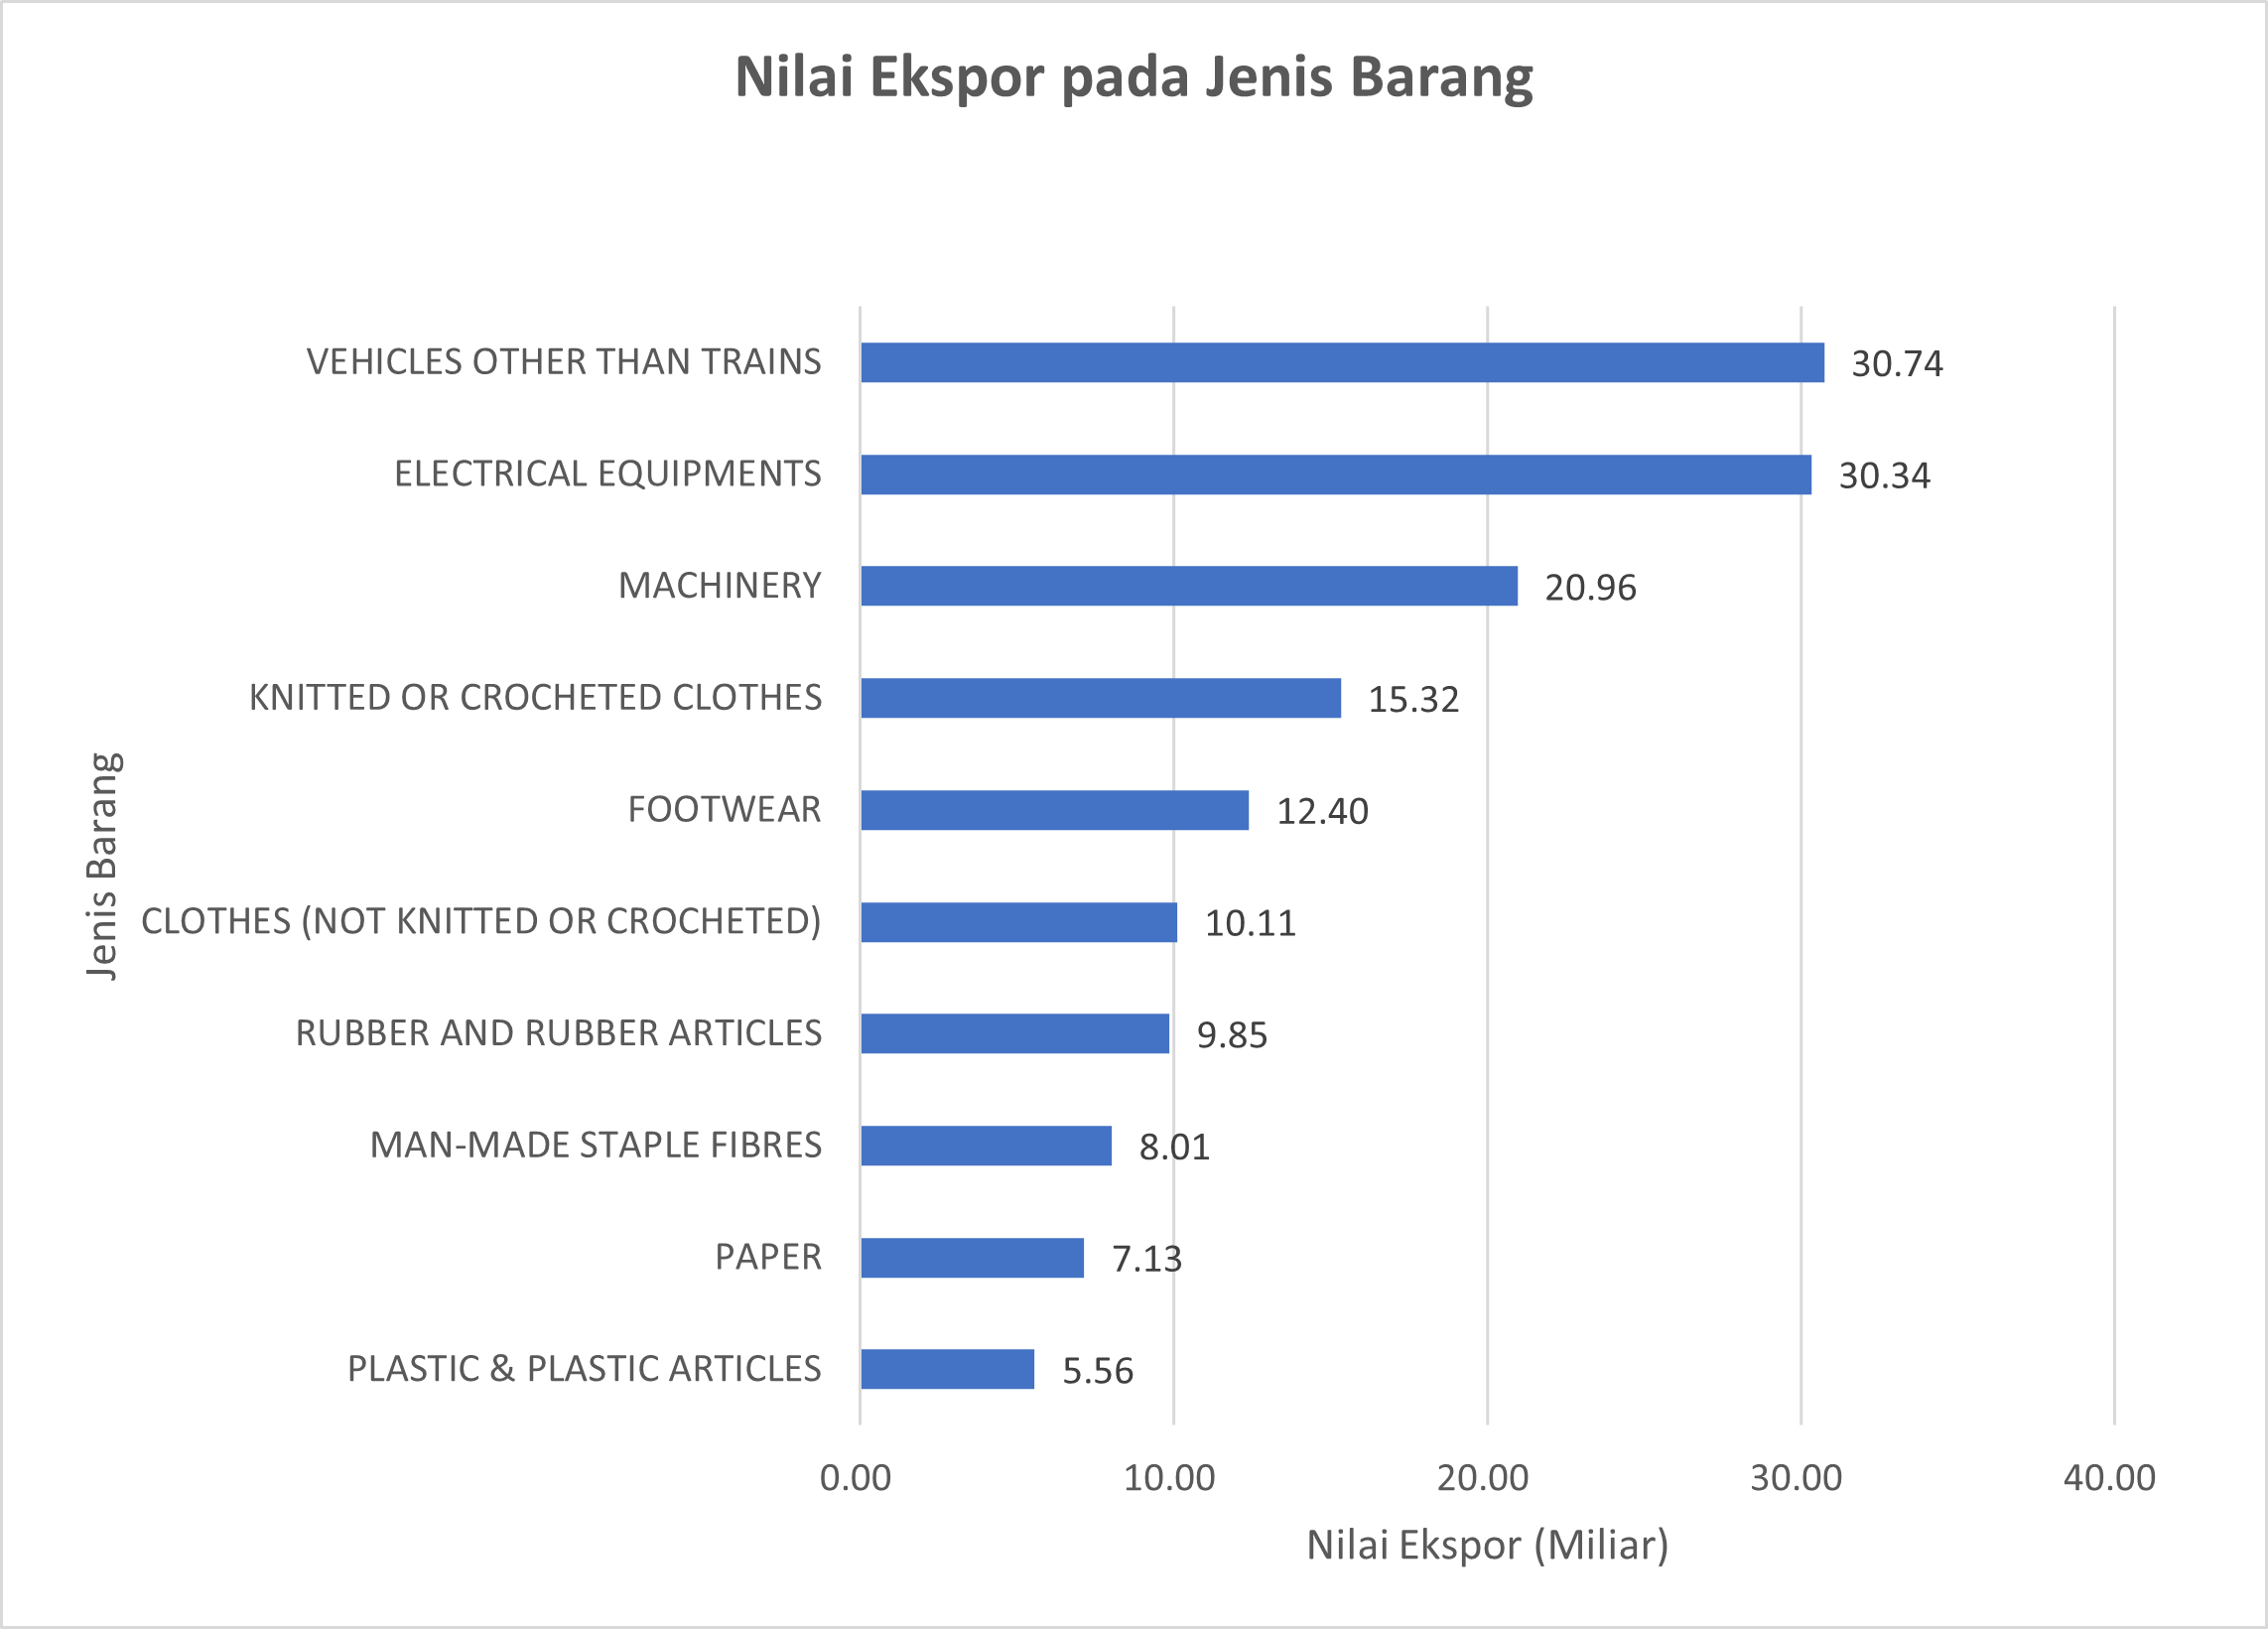 Nilai Ekspor pada Jenis Barang
Jenis Barang
VEHICLES OTHER THAN TRAINS 30.74
ELECTRICAL EQUIPMENTS 30.34
MACHINERY 20.96
KNITTED OR CROCHETED CLOTHES 15.32
FOOTWEAR 12.40
CLOTHES (NOT KNITTED OR CROCHETED) 10.11
RUBBER AND RUBBER ARTICLES 9.85
MAN-MADE STAPLE FIBRES 8.01
PAPER 7.13
PLASTIC & PLASTIC ARTICLES 5.56
0.00 10.00 20.00 30.00 40.00
Nilai Ekspor (Miliar)